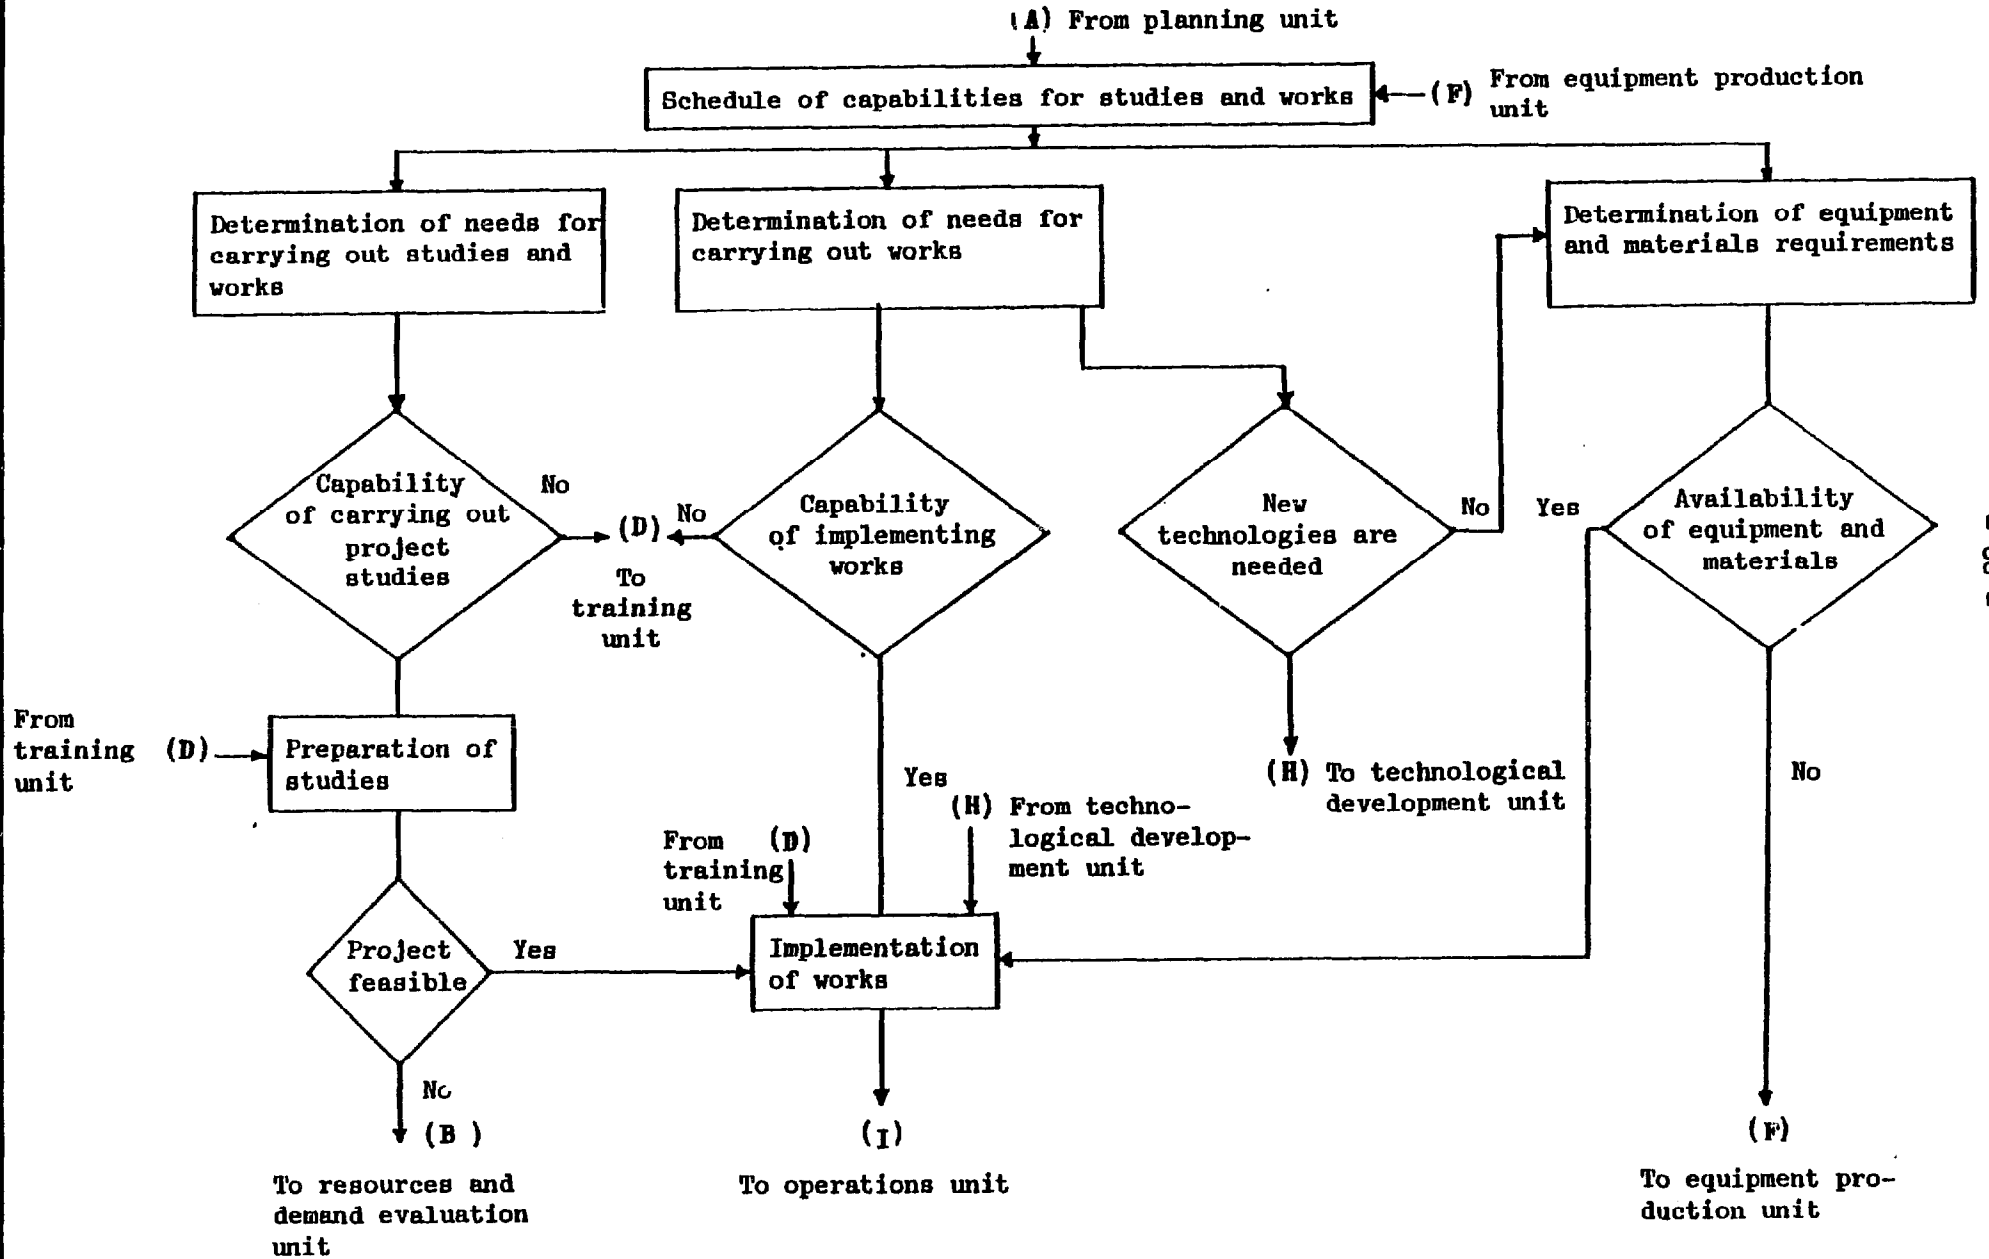 (A) From planning unit
Schedule of capabilities for studies and works
(F) From equipment production
unit
Determination of needs for
carrying out studies and
works
Determination of needs for
carrying out works
Determination of equipment
and materials requirements
Capability
of carrying out
project
studies
No
(D)
To
training
unit
No
Capability
of implementing
works
New
technologies are
needed
No
Yes
Availability
of equipment and
materials
From
training (D)
unit
Preparation of
studies
Yes
(H) To technological
development unit
No
(H) From techno-
logical develop-
ment unit
From (D)
training
unit
Project
feasible
Yes
Implementation
of works
No
(B )
To resources and
demand evaluation
unit
(I)
To operations unit
(F)
To equipment pro-
duction unit